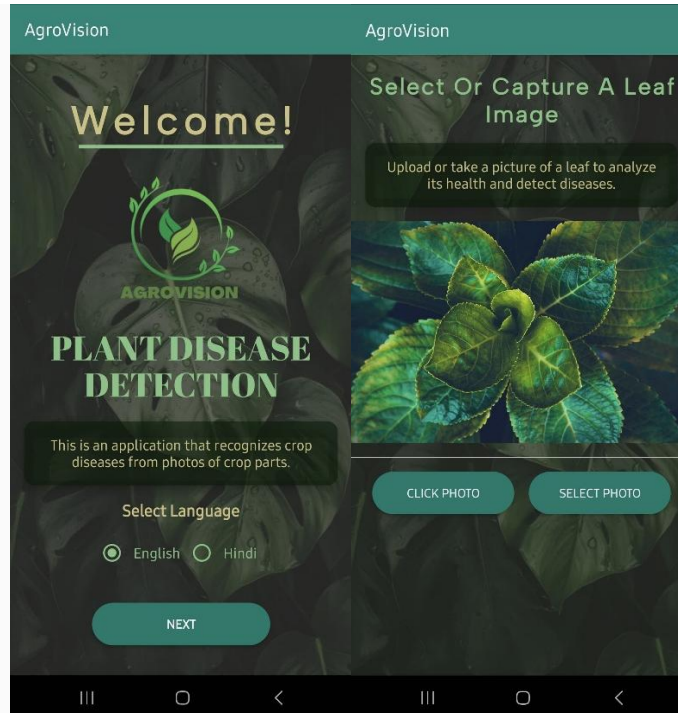 AgroVision
Welcome!
AGROVISION
PLANT DISEASE
DETECTION
This is an application that recognizes crop
diseases from photos of crop parts.
Select Language
English
Hindi
NEXT
AgroVision
Select Or Capture A Leaf
Image
Upload or take a picture of a leaf to analyze
its health and detect diseases.
CLICK PHOTO
SELECT PHOTO